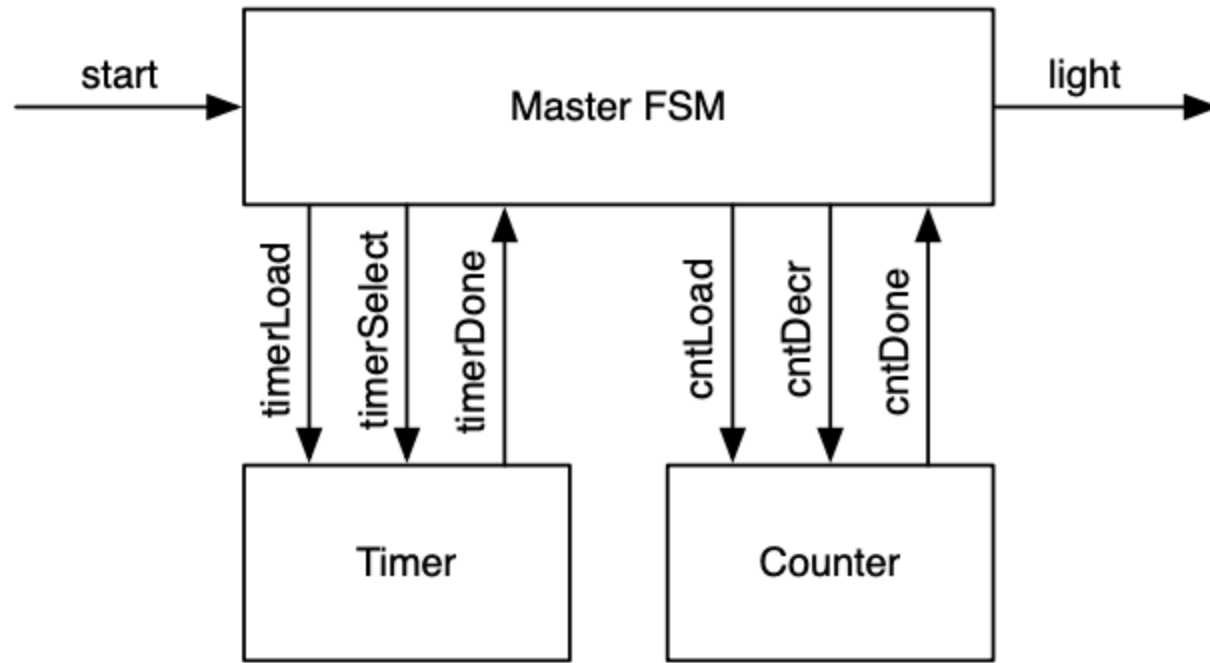 start
Master FSM
light
timerLoad
timerSelect
timerDone
cntLoad
cntDecr
cntDone
Timer
Counter